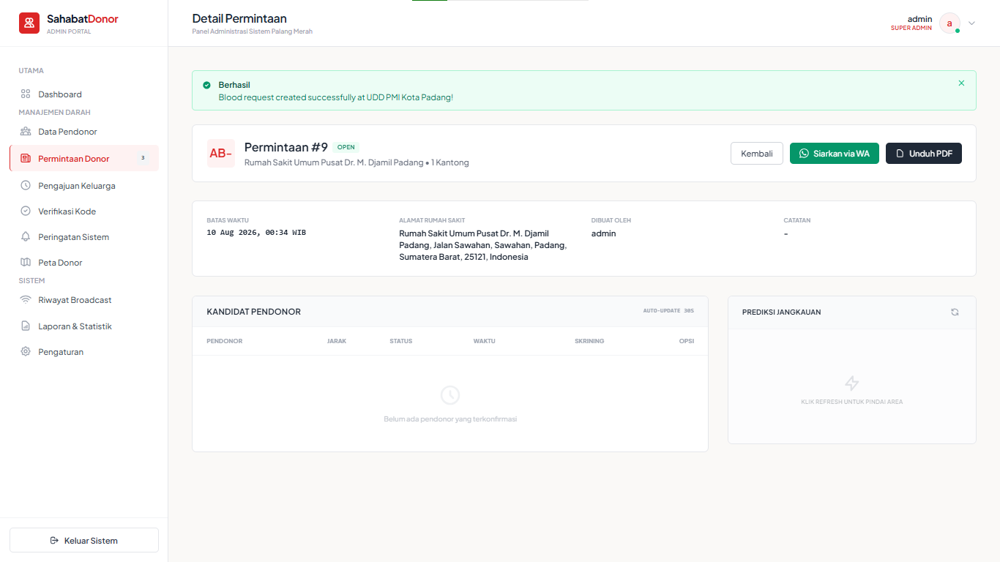 SahabatDonor
ADMIN PORTAL
Detail Permintaan
Panel Administrasi Sistem Palang Merah
admin
SUPER ADMIN
a
UTAMA
Dashboard
MANAJEMEN DARAH
Data Pendonor
Permintaan Donor
3
Pengajuan Keluarga
Verifikasi Kode
Peringatan Sistem
Peta Donor
SISTEM
Riwayat Broadcast
Laporan & Statistik
Pengaturan
Keluar Sistem
Berhasil
Blood request created successfully at UDD PMI Kota Padang!
AB-
Permintaan #9
OPEN
Rumah Sakit Umum Pusat Dr. M. Djamil Padang • 1 Kantong
Kembali
Siarkan via WA
Unduh PDF
BATAS WAKTU
10 Aug 2026, 00:34 WIB
ALAMAT RUMAH SAKIT
Rumah Sakit Umum Pusat Dr. M. Djamil
Padang, Jalan Sawahan, Sawahan, Padang,
Sumatera Barat, 25121, Indonesia
DIBUAT OLEH
admin
CATATAN
-
KANDIDAT PENDONOR
AUTO-UPDATE 30S
PENDONOR JARAK STATUS WAKTU SKRINING OPSI
Belum ada pendonor yang terkonfirmasi
PREDIKSI JANGKAUAN
KLIK REFRESH UNTUK PINDAI AREA